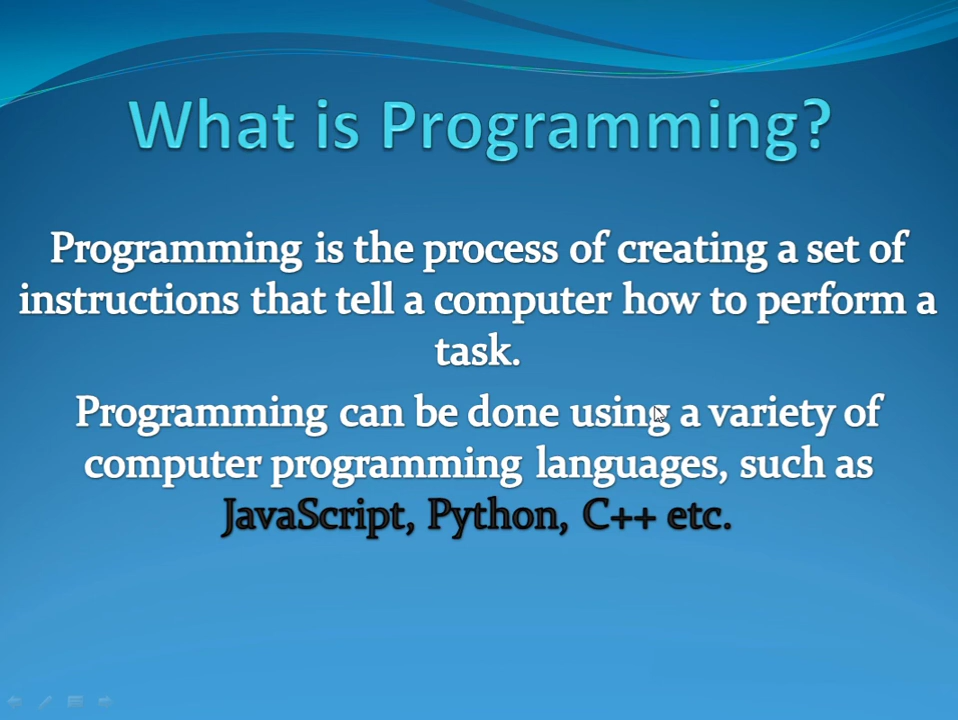 What is Programming?
Programming is the process of creating a set of
instructions that tell a computer how to perform a
task.
Programming can be done using a variety of
computer programming languages, such as
JavaScript, Python, C++ etc.